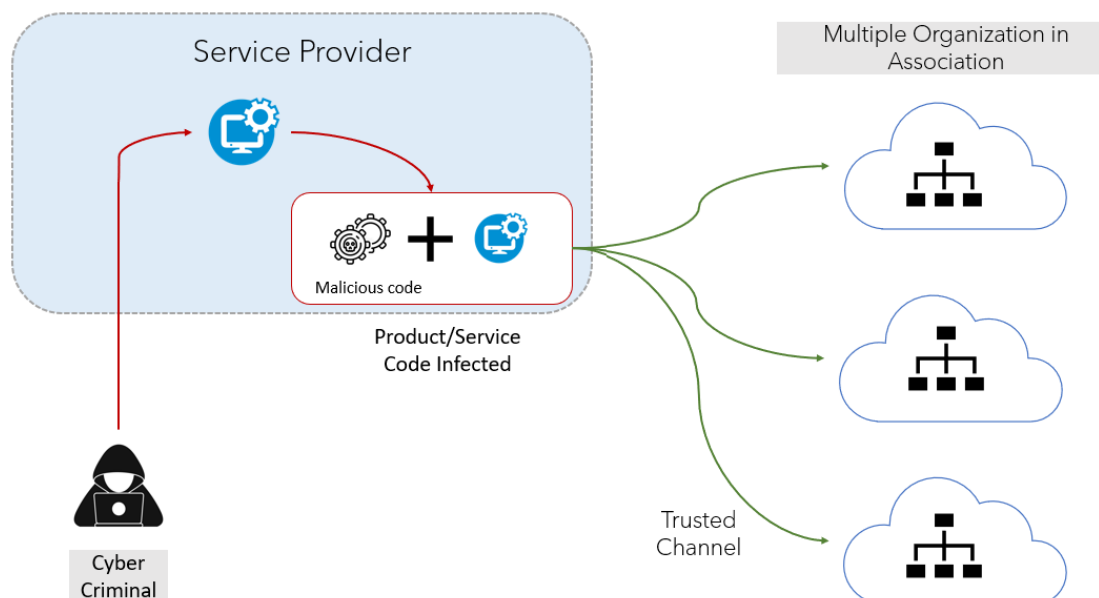 Service Provider
Multiple Organization in
Association
Malicious code
Product/Service
Code Infected
Trusted
Channel
Cyber
Criminal